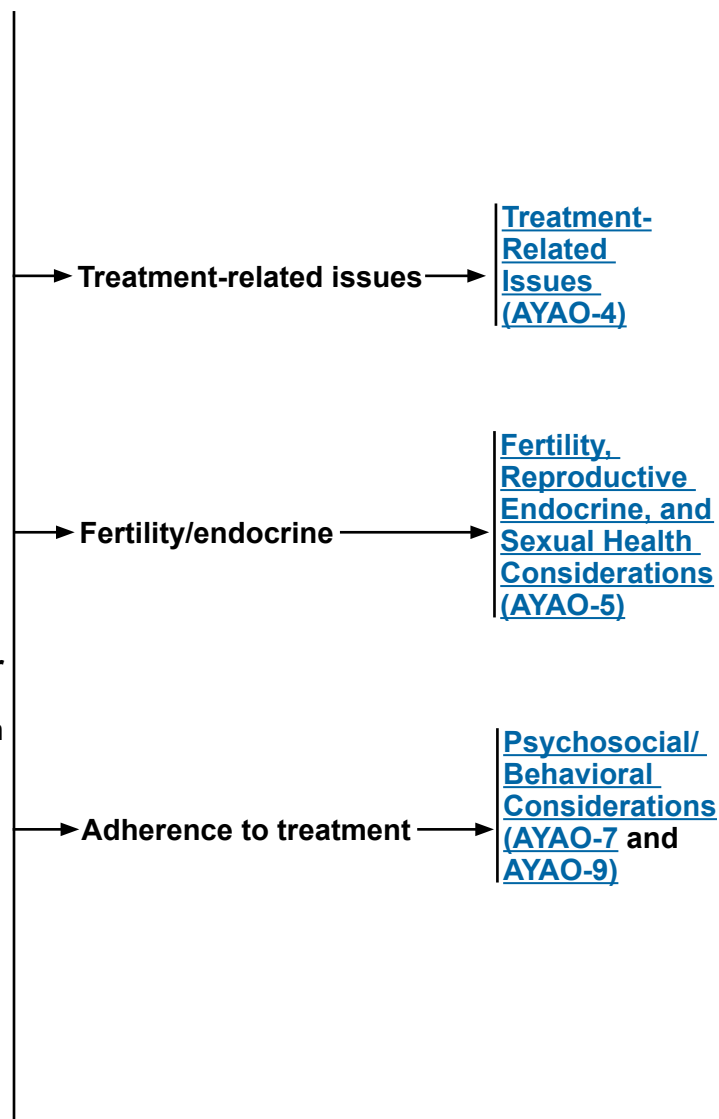 Treatment-related issues
Treatment-
Related
Issues
(AYAO-4)
Fertility/endocrine
Fertility,
Reproductive
Endocrine, and
Sexual Health
Considerations
(AYAO-5)
Adherence to treatment
Psychosocial/
Behavioral
Considerations
(AYAO-7 and
AYAO-9)